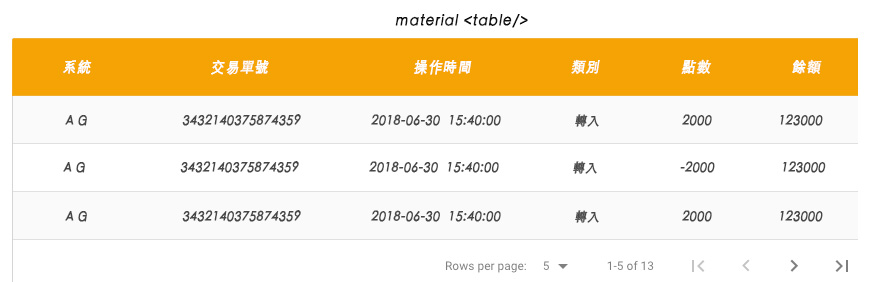 material <table/>
系統 交易單號 操作時間 類別 點數 餘額
AG 3432140375874359 2018-06-30 15:40:00 轉入 2000 123000
AG 3432140375874359 2018-06-30 15:40:00 轉入 -2000 123000
AG 3432140375874359 2018-06-30 15:40:00 轉入 2000 123000
Rows per page: 5 1-5 of 13